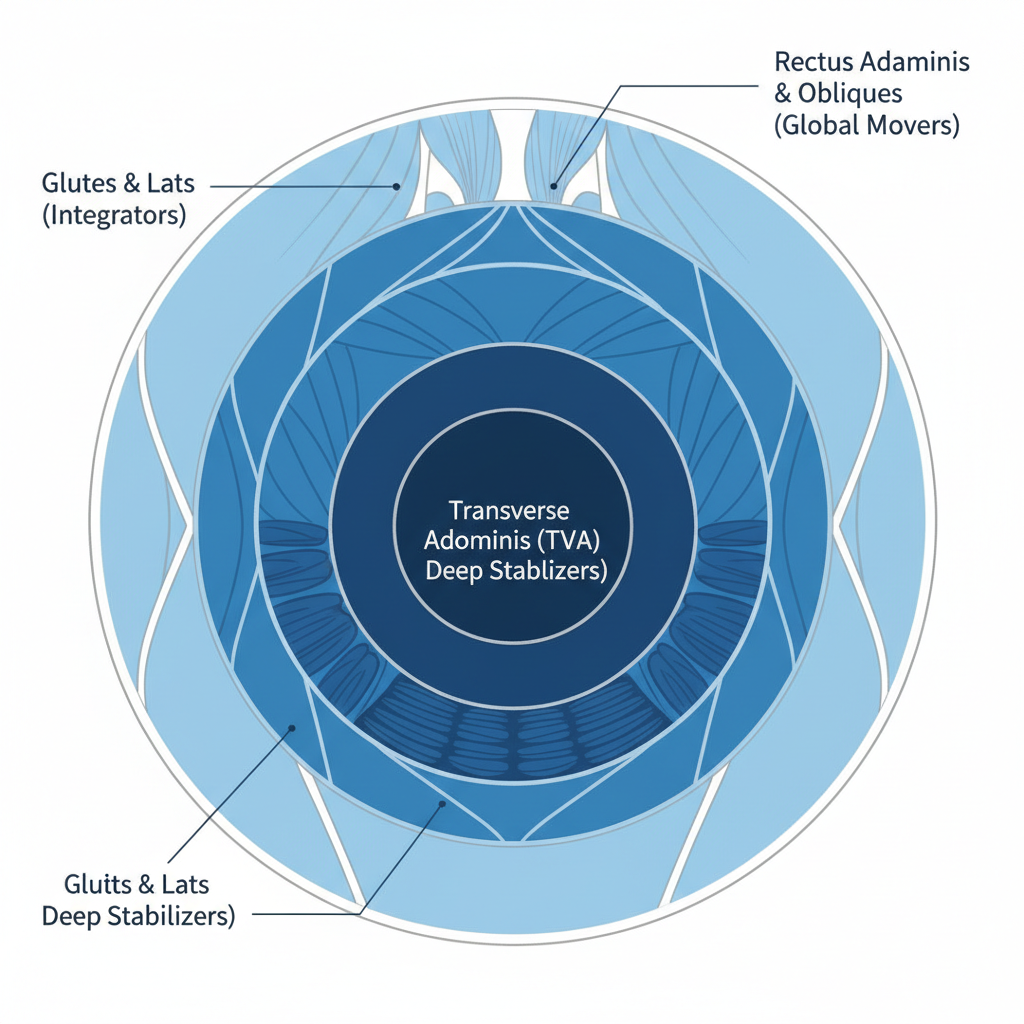 Rectus Adaminis
& Obliques
(Global Movers)
Glutes & Lats
(Integrators)
Transverse
Adominis (TVA)
Deep Stablizers)
Glutts & Lats
Deep Stabilizers)